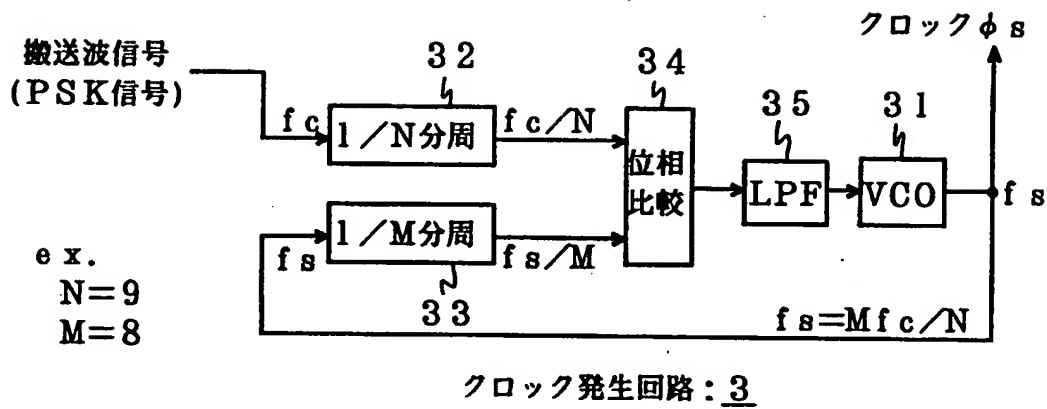 クロックφs
搬送波信号
(PSK信号)
32
34
35
31
fc
1/N分周
fc/N
位相
比較
LPF
VCO
fs
1/M分周
fs
fs/M
33
ex.
N=9
M=8
fs=Mfc/N
クロック発生回路:3